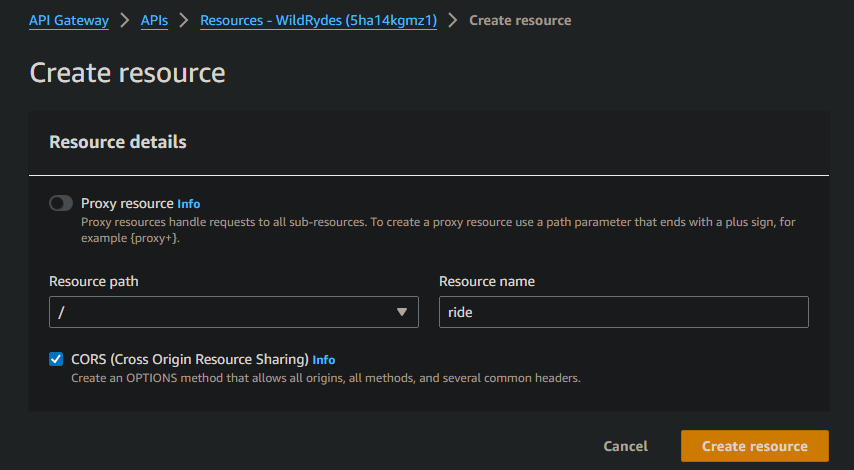 API Gateway > APIs > Resources - WildRydes (5ha14kgmz1) > Create resource
Create resource
Resource details
Proxy resource Info
Proxy resources handle requests to all sub-resources. To create a proxy resource use a path parameter that ends with a plus sign, for
example {proxy+}.
Resource path
/
Resource name
ride
CORS (Cross Origin Resource Sharing) Info
Create an OPTIONS method that allows all origins, all methods, and several common headers.
Cancel
Create resource